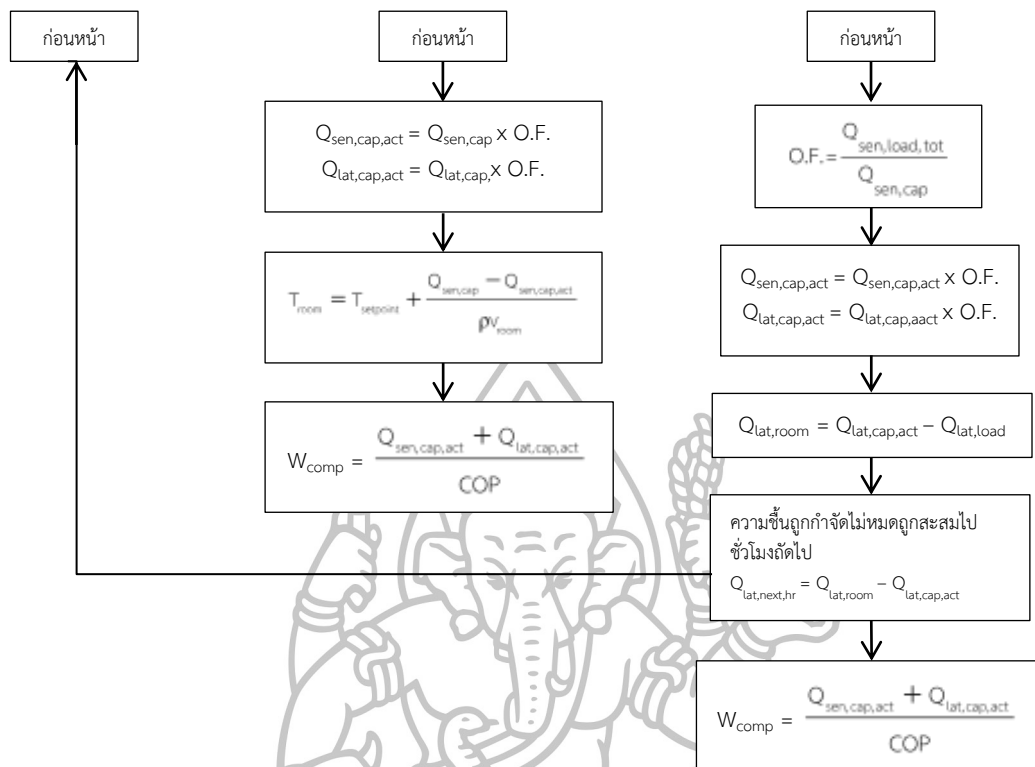 ก่อนหน้า
ก่อนหน้า
Q_sen,cap,act = Q_sen,cap x O.F.
Q_lat,cap,act = Q_lat,cap, x O.F.
T_room = T_setpoint + (Q_sen,cap − Q_sen,cap,act) / (ρv_room)
W_comp = (Q_sen,cap,act + Q_lat,cap,act) / COP
ก่อนหน้า
O.F. = Q_sen,load,tot / Q_sen,cap
Q_sen,cap,act = Q_sen,cap,act x O.F.
Q_lat,cap,act = Q_lat,cap,aact x O.F.
Q_lat,room = Q_lat,cap,act – Q_lat,load
ความชื้นถูกกำจัดไม่หมดถูกสะสมไป
ชั่วโมงถัดไป
Q_lat,next,hr = Q_lat,room − Q_lat,cap,act
W_comp = (Q_sen,cap,act + Q_lat,cap,act) / COP